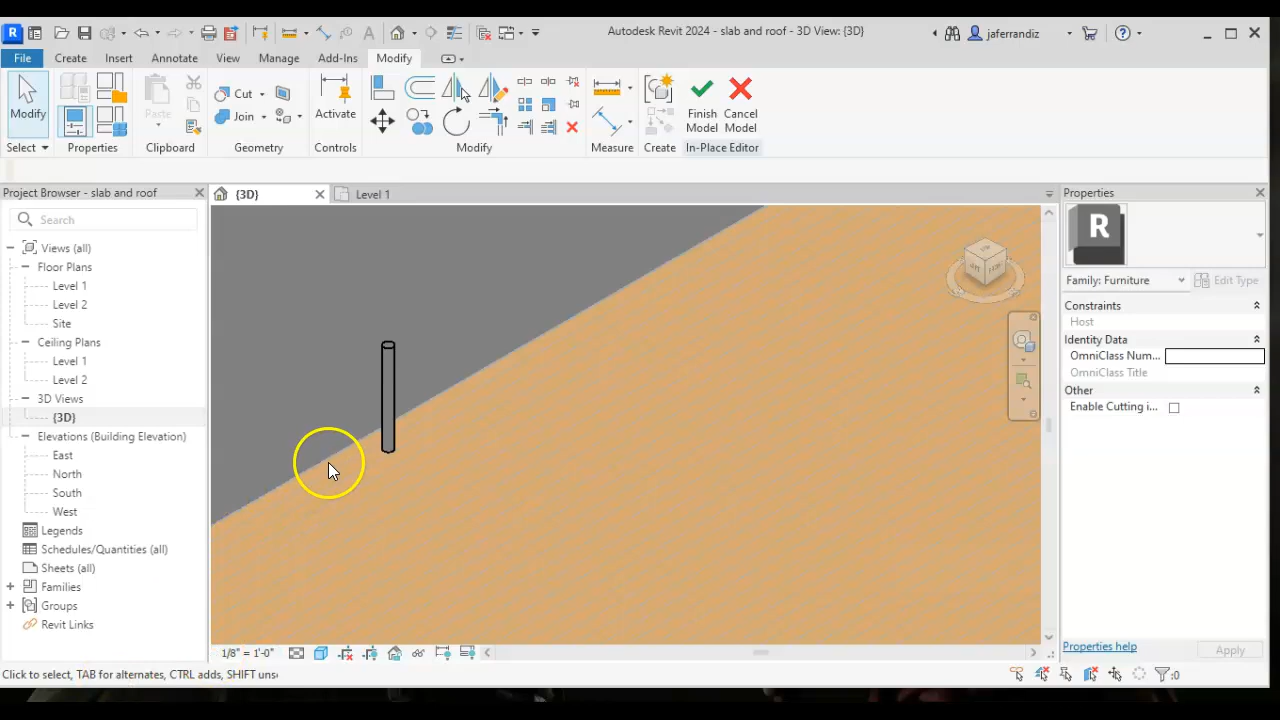 Autodesk Revit 2024 - slab and roof - 3D View: {3D}
jaferrandiz
File Create Insert Annotate View Manage Add-Ins Modify
Modify
Paste
Cut
Join
Activate
Finish Model
Cancel Model
Select Properties Clipboard Geometry Controls Modify Measure Create In-Place Editor
Project Browser - slab and roof
{3D}
Level 1
Properties
Search
R
Views (all)
Floor Plans
Level 1
Level 2
Site
Ceiling Plans
Level 1
Level 2
3D Views
{3D}
Elevations (Building Elevation)
East
North
South
West
Legends
Schedules/Quantities (all)
Sheets (all)
Families
Groups
Revit Links
Family: Furniture
Edit Type
Constraints
Host
Identity Data
OmniClass Num...
OmniClass Title
Other
Enable Cutting i...
Properties help
Apply
1/8" = 1'-0"
Click to select, TAB for alternates, CTRL adds, SHIFT uns
:0